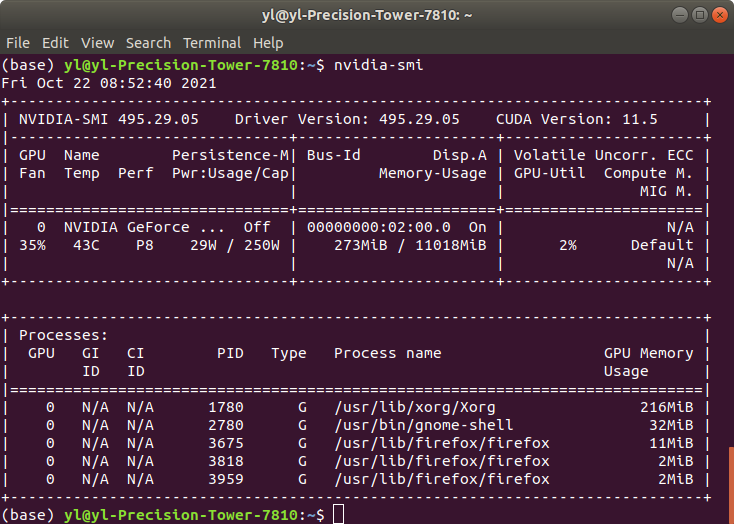 yl@yl-Precision-Tower-7810: ~
File Edit View Search Terminal Help
(base) yl@yl-Precision-Tower-7810:~$ nvidia-smi
Fri Oct 22 08:52:40 2021
+-----------------------------------------------------------------------------+
| NVIDIA-SMI 495.29.05    Driver Version: 495.29.05    CUDA Version: 11.5     |
|-------------------------------+----------------------+----------------------+
| GPU  Name        Persistence-M| Bus-Id        Disp.A | Volatile Uncorr. ECC |
| Fan  Temp  Perf  Pwr:Usage/Cap|         Memory-Usage | GPU-Util  Compute M. |
|                               |                      |               MIG M. |
|===============================+======================+======================|
|   0  NVIDIA GeForce ...  Off  | 00000000:02:00.0  On |                  N/A |
| 35%   43C    P8    29W / 250W |    273MiB / 11018MiB |      2%      Default |
|                               |                      |                  N/A |
+-------------------------------+----------------------+----------------------+
+-----------------------------------------------------------------------------+
| Processes:                                                                  |
|  GPU   GI   CI        PID   Type   Process name                  GPU Memory |
|        ID   ID                                                   Usage      |
|=============================================================================|
|    0   N/A  N/A      1780      G   /usr/lib/xorg/Xorg                216MiB |
|    0   N/A  N/A      2780      G   /usr/bin/gnome-shell               32MiB |
|    0   N/A  N/A      3675      G   /usr/lib/firefox/firefox           11MiB |
|    0   N/A  N/A      3818      G   /usr/lib/firefox/firefox            2MiB |
|    0   N/A  N/A      3959      G   /usr/lib/firefox/firefox            2MiB |
+-----------------------------------------------------------------------------+
(base) yl@yl-Precision-Tower-7810:~$